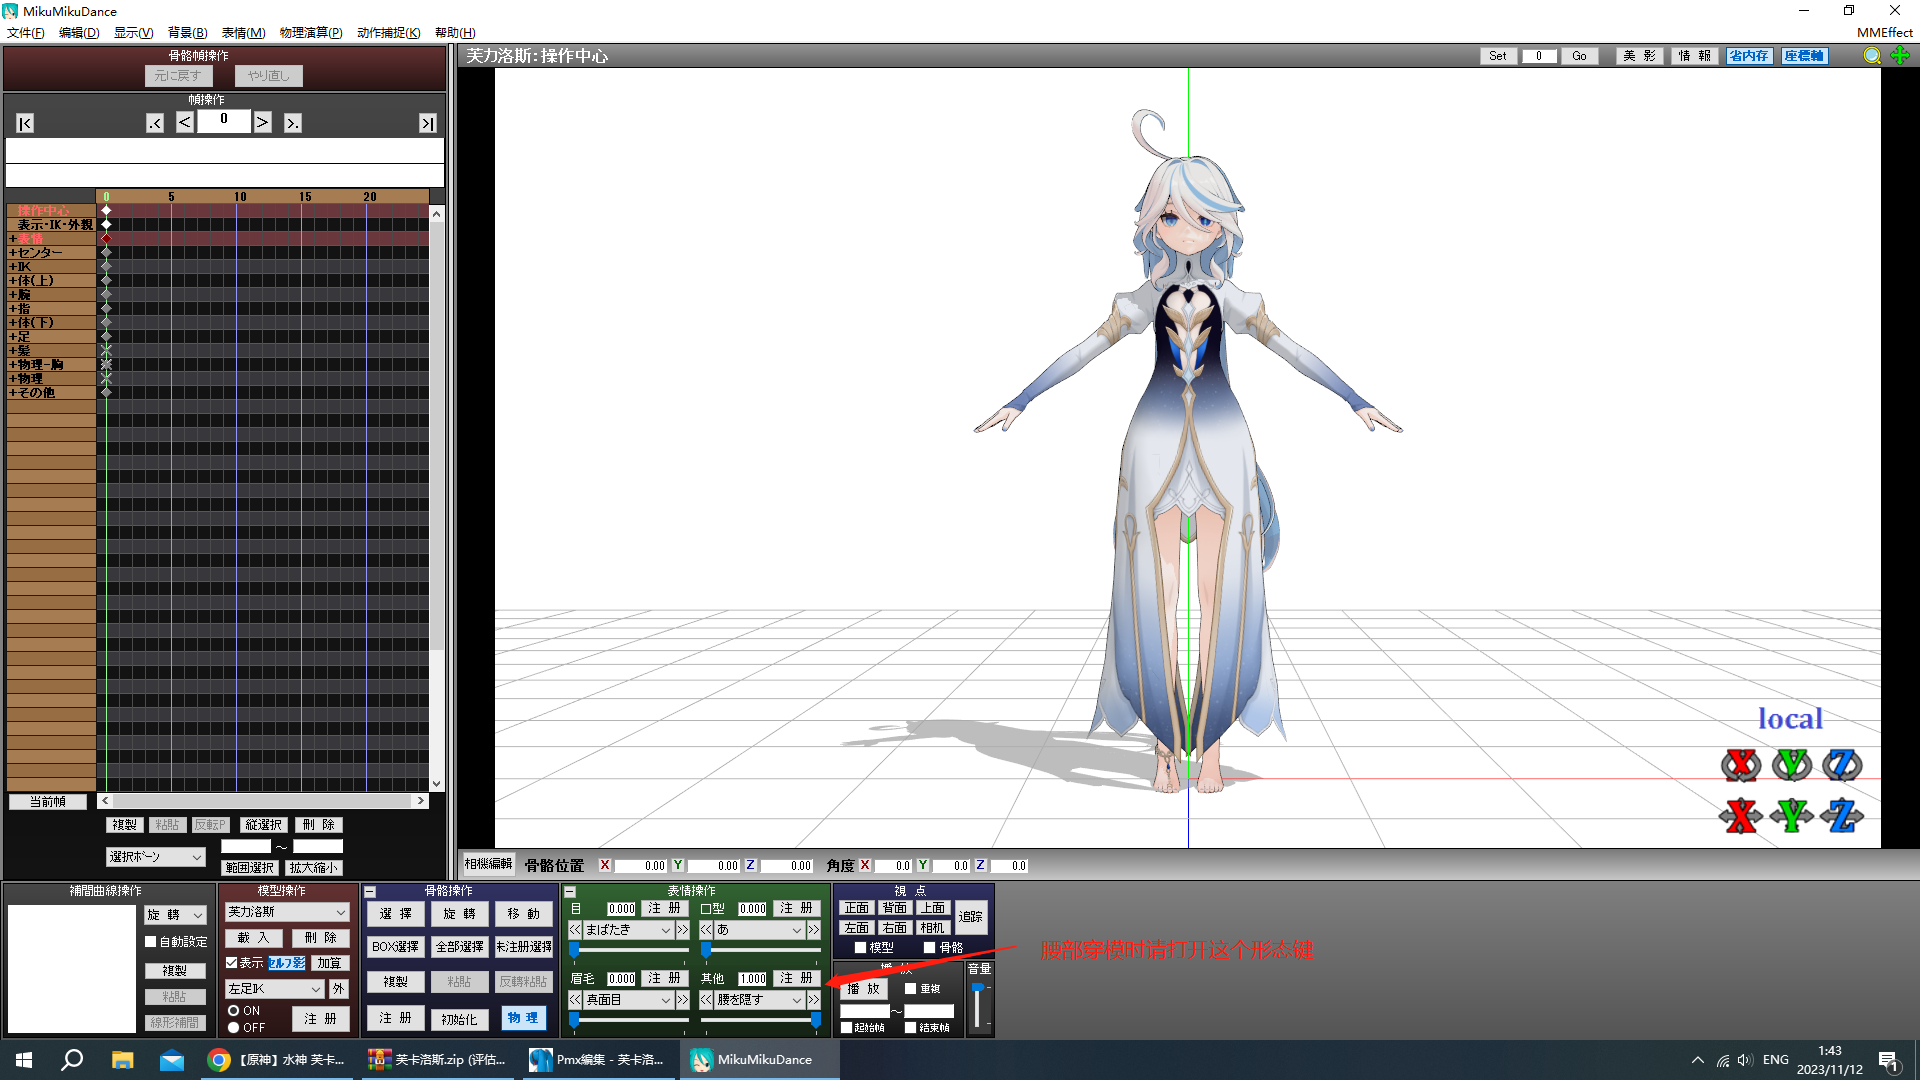 MikuMikuDance
文件(F) 编辑(D) 显示(V) 背景(B) 表情(M) 物理演算(P) 动作捕捉(K) 帮助(H)
MMEffect
骨骼幀操作
元に戻す やり直し
幀操作
|< .< < 0 > >. >|
0 5 10 15 20
操作中心
表示・IK・外親
+表情
+センター
+IK
+体(上)
+腕
+指
+体(下)
+足
+髪
+物理-胸
+物理
+その他
当前幀
複製 粘貼 反転P 縦選択 刪 除
選択ボーン ～
範囲選択 拡大縮小
芙力洛斯:操作中心
Set 0 Go 美 影 情 報 省内存 座標軸
local
X Y Z
X Y Z
相機編輯 骨骼位置 X 0.00 Y 0.00 Z 0.00 角度 X 0.0 Y 0.0 Z 0.0
補間曲線操作
旋 轉
自動設定
複製
粘貼
線形補間
模型操作
芙力洛斯
載 入 刪 除
表示 セルフ影 加算
左足IK 外
ON
OFF
注 册
骨骼操作
選 擇 旋 轉 移 動
BOX選擇 全部選擇 未注册選擇
複製 粘貼 反轉粘貼
注 册 初始化 物 理
表情操作
目 0.000 注 册 口型 0.000 注 册
<< まばたき >> << あ >>
眉毛 0.000 注 册 其他 1.000 注 册
<< 真面目 >> << 腰を隠す >>
視 点
正面 背面 上面 追踪
左面 右面 相机
模型 骨骼
播 放
播 放 重複
～
起始幀 結束幀
音量
腰部穿模时请打开这个形态键
【原神】水神 芙卡... 芙卡洛斯.zip (评估... Pmx編集 - 芙卡洛... MikuMikuDance
ENG
1:43
2023/11/12
1